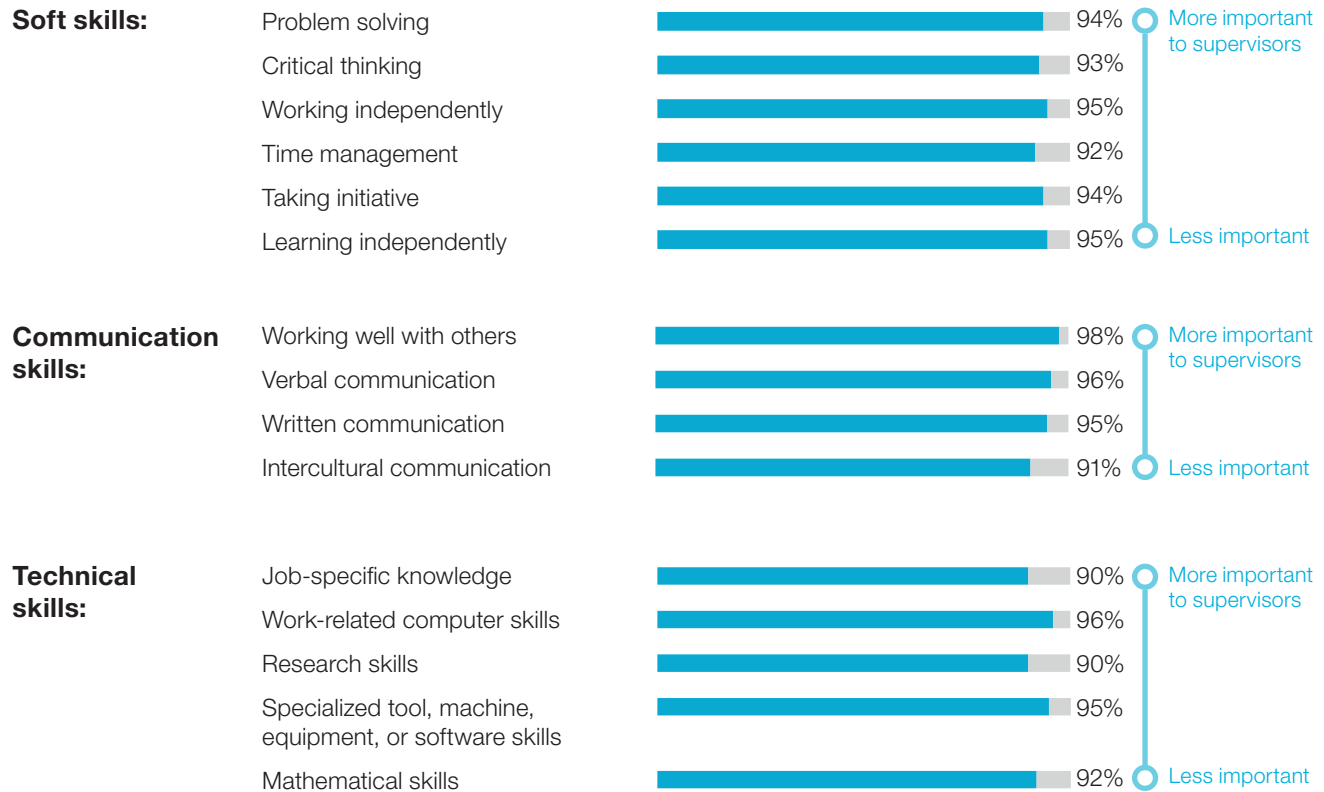 Soft skills:
Problem solving 94% More important
to supervisors
Critical thinking 93%
Working independently 95%
Time management 92%
Taking initiative 94%
Learning independently 95% Less important
Communication
skills:
Working well with others 98% More important
to supervisors
Verbal communication 96%
Written communication 95%
Intercultural communication 91% Less important
Technical
skills:
Job-specific knowledge 90% More important
to supervisors
Work-related computer skills 96%
Research skills 90%
Specialized tool, machine, 95%
equipment, or software skills
Mathematical skills 92% Less important